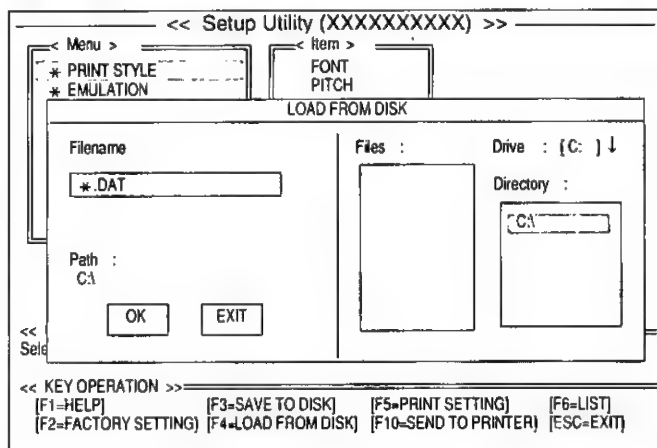 << Setup Utility (XXXXXXXXXX) >>
< Menu >
< Item >
* PRINT STYLE
* EMULATION
FONT
PITCH
LOAD FROM DISK
Filename
*.DAT
Path :
C:\
OK
EXIT
Files :
Drive : [C: ] ↓
Directory :
C:\
<<
Sele
<< KEY OPERATION >>
[F1=HELP] [F3=SAVE TO DISK] [F5=PRINT SETTING] [F6=LIST]
[F2=FACTORY SETTING] [F4=LOAD FROM DISK] [F10=SEND TO PRINTER] [ESC=EXIT]